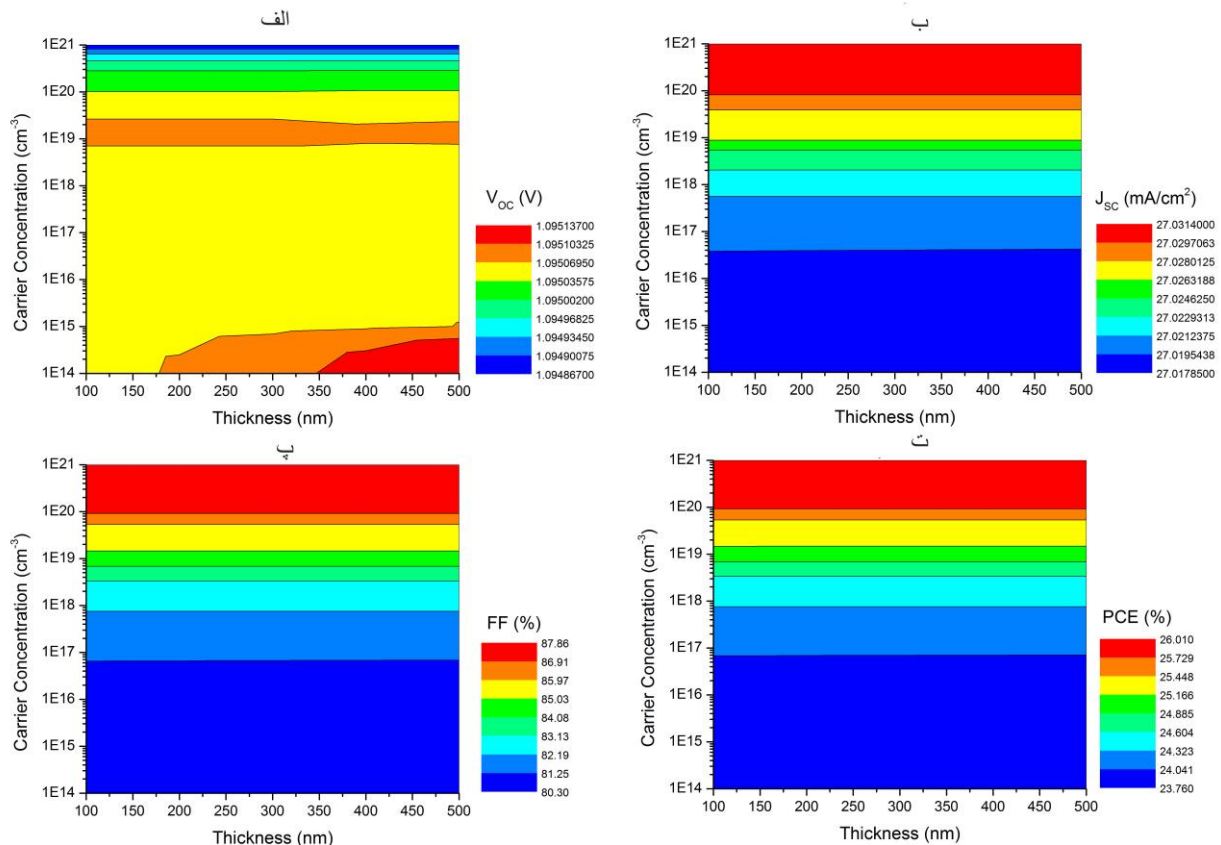 الف
1E21
1E20
1E19
1E18
1E17
1E16
1E15
1E14
Carrier Concentration (cm⁻³)
100 150 200 250 300 350 400 450 500
Thickness (nm)
V_OC (V)
1.09513700
1.09510325
1.09506950
1.09503575
1.09500200
1.09496825
1.09493450
1.09490075
1.09486700
ب
1E21
1E20
1E19
1E18
1E17
1E16
1E15
1E14
Carrier Concentration (cm⁻³)
100 150 200 250 300 350 400 450 500
Thickness (nm)
J_SC (mA/cm²)
27.0314000
27.0297063
27.0280125
27.0263188
27.0246250
27.0229313
27.0212375
27.0195438
27.0178500
1E21
1E20
1E19
1E18
1E17
1E16
1E15
1E14
Carrier Concentration (cm⁻³)
100 150 200 250 300 350 400 450 500
Thickness (nm)
FF (%)
87.86
86.91
85.97
85.03
84.08
83.13
82.19
81.25
80.30
ت
1E21
1E20
1E19
1E18
1E17
1E16
1E15
1E14
Carrier Concentration (cm⁻³)
100 150 200 250 300 350 400 450 500
Thickness (nm)
PCE (%)
26.010
25.729
25.448
25.166
24.885
24.604
24.323
24.041
23.760